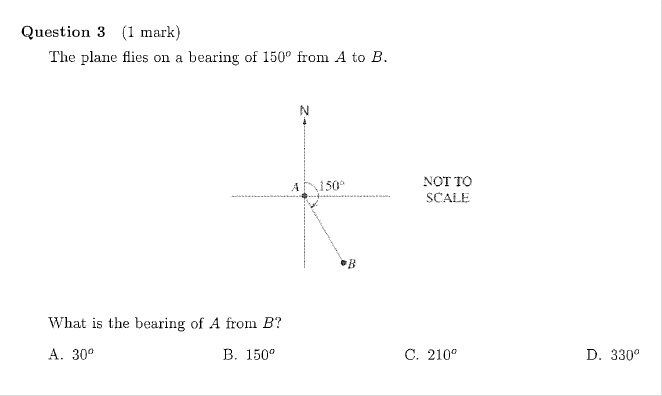 Question 3 (1 mark)
The plane flies on a bearing of 150° from A to B.
N
A 150°
NOT TO
SCALE
B
What is the bearing of A from B?
A. 30° B. 150° C. 210° D. 330°